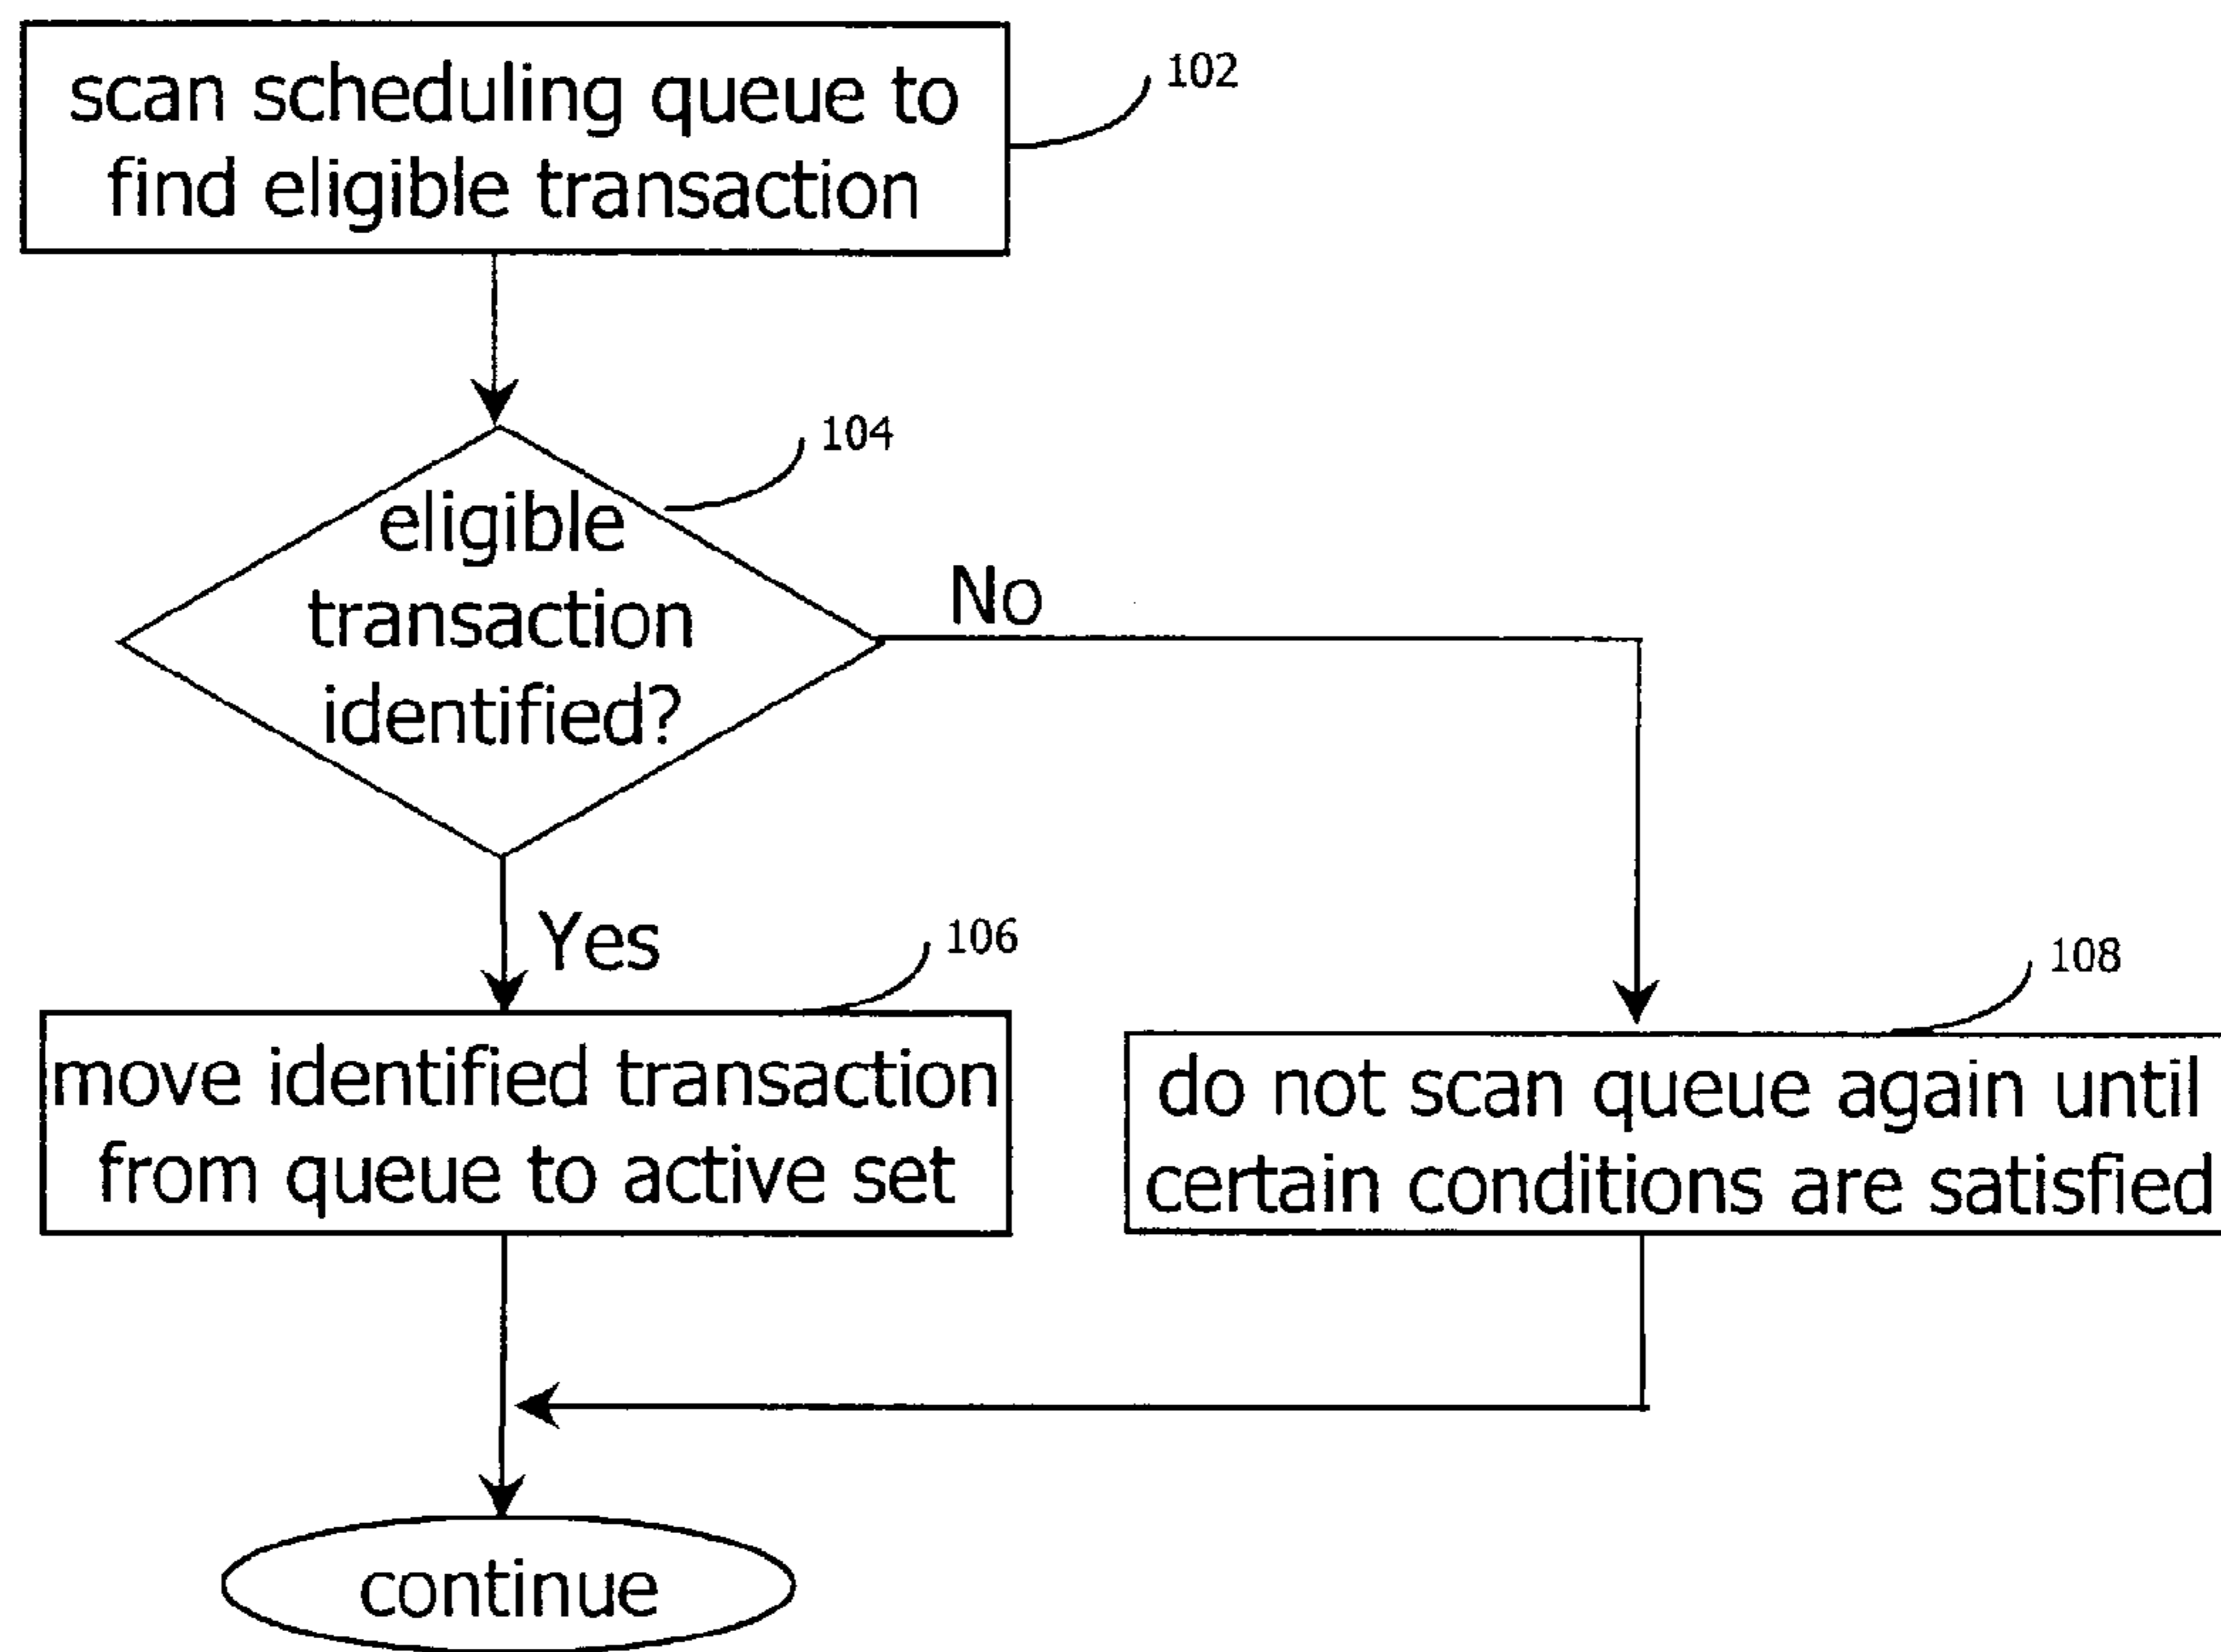 scan scheduling queue to
find eligible transaction
102
104
eligible
transaction
identified?
No
Yes
106
move identified transaction
from queue to active set
108
do not scan queue again until
certain conditions are satisfied
continue